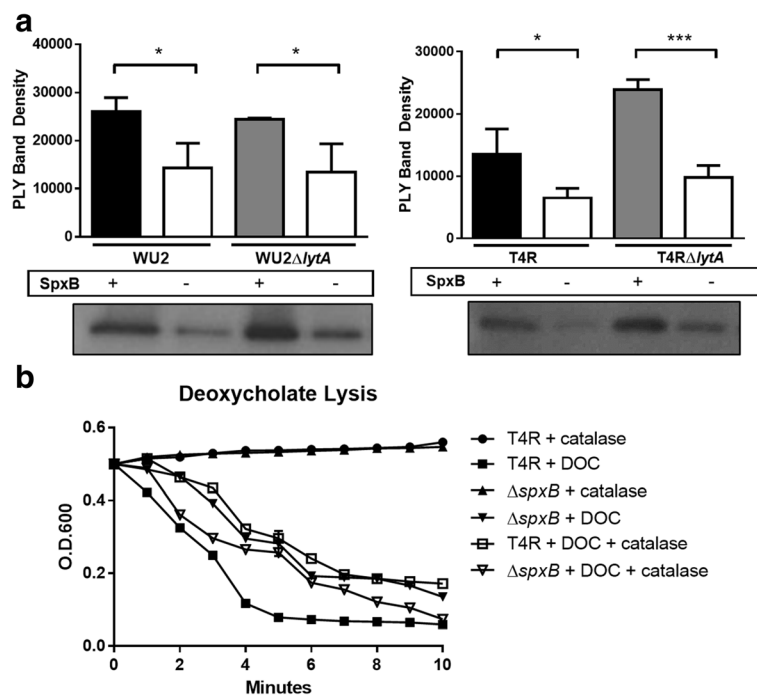 a
PLY Band Density
40000
30000
20000
10000
0
*
*
WU2
WU2ΔlytA
SpxB + - + -
PLY Band Density
30000
20000
10000
0
*
***
T4R
T4RΔlytA
SpxB + - + -
b
Deoxycholate Lysis
O.D.600
0.6
0.4
0.2
0.0
0 2 4 6 8 10
Minutes
T4R + catalase
T4R + DOC
ΔspxB + catalase
ΔspxB + DOC
T4R + DOC + catalase
ΔspxB + DOC + catalase